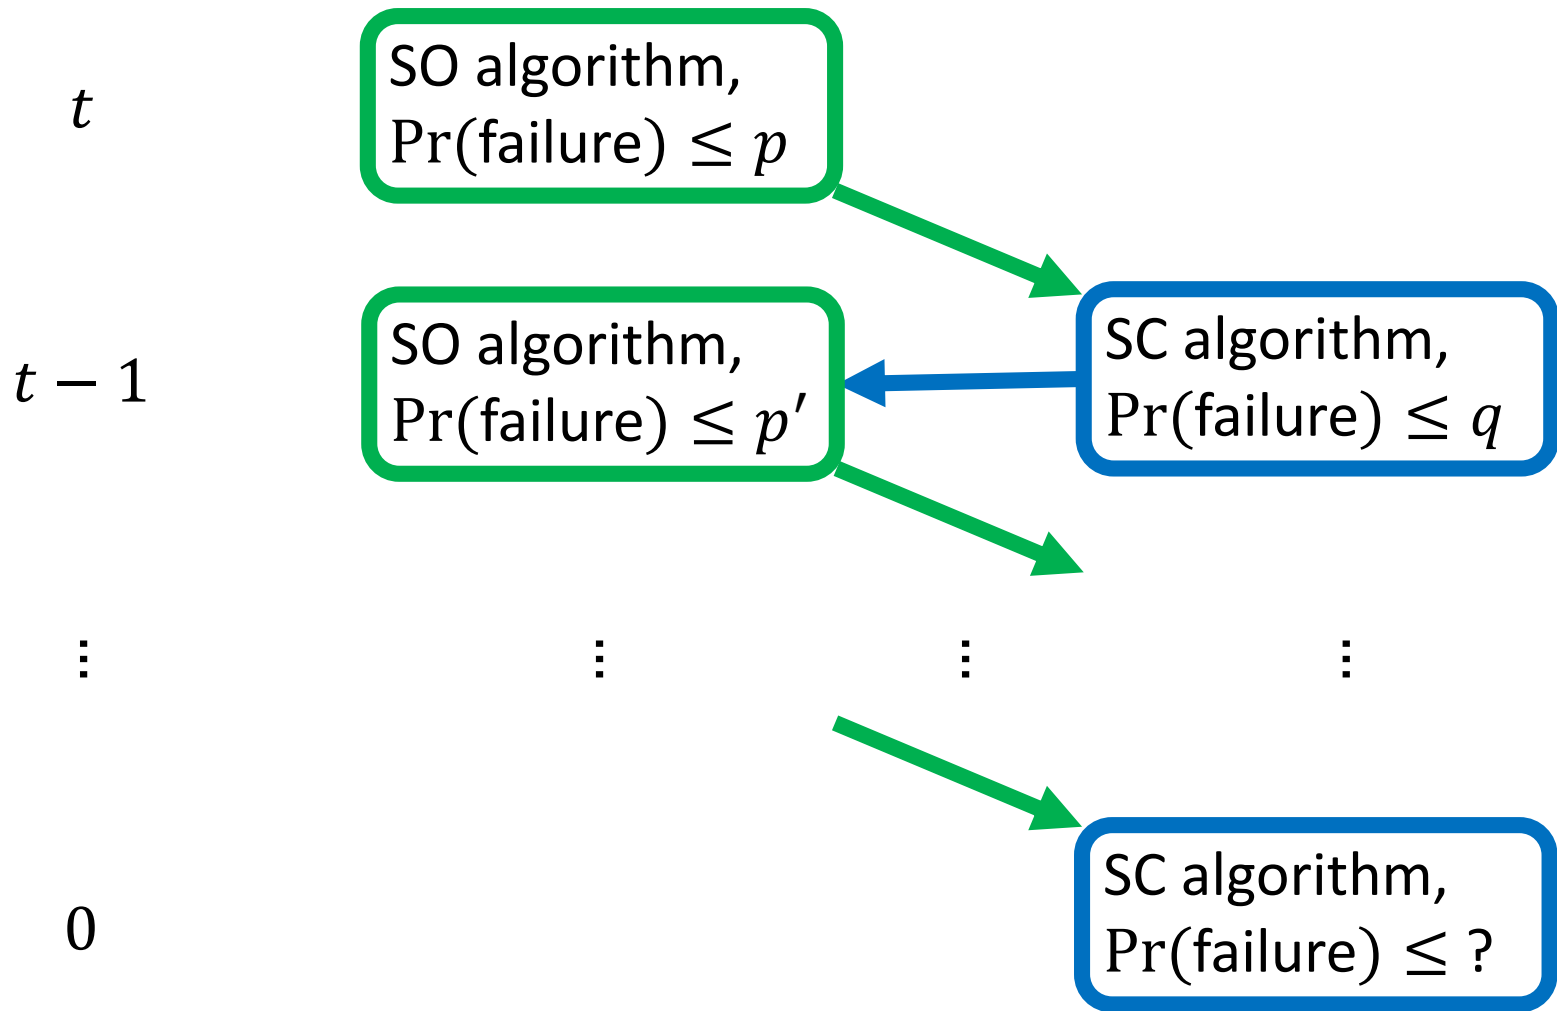 t
SO algorithm,
Pr(failure) ≤ p
t − 1
SO algorithm,
Pr(failure) ≤ p′
SC algorithm,
Pr(failure) ≤ q
⋮ ⋮ ⋮ ⋮
0
SC algorithm,
Pr(failure) ≤ ?